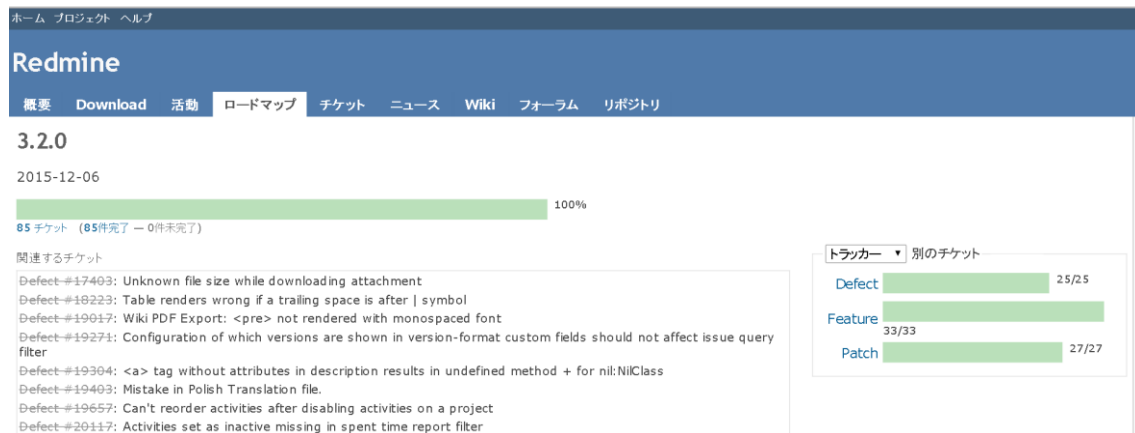 ホーム プロジェクト ヘルプ
Redmine
概要 Download 活動 ロードマップ チケット ニュース Wiki フォーラム リポジトリ
3.2.0
2015-12-06
100%
85 チケット (85件完了 — 0件未完了)
関連するチケット
Defect #17403: Unknown file size while downloading attachment
Defect #18223: Table renders wrong if a trailing space is after | symbol
Defect #19017: Wiki PDF Export: <pre> not rendered with monospaced font
Defect #19271: Configuration of which versions are shown in version-format custom fields should not affect issue query
filter
Defect #19304: <a> tag without attributes in description results in undefined method + for nil:NilClass
Defect #19403: Mistake in Polish Translation file.
Defect #19657: Can't reorder activities after disabling activities on a project
Defect #20117: Activities set as inactive missing in spent time report filter
トラッカー ▼ 別のチケット
Defect 25/25
Feature 33/33
Patch 27/27